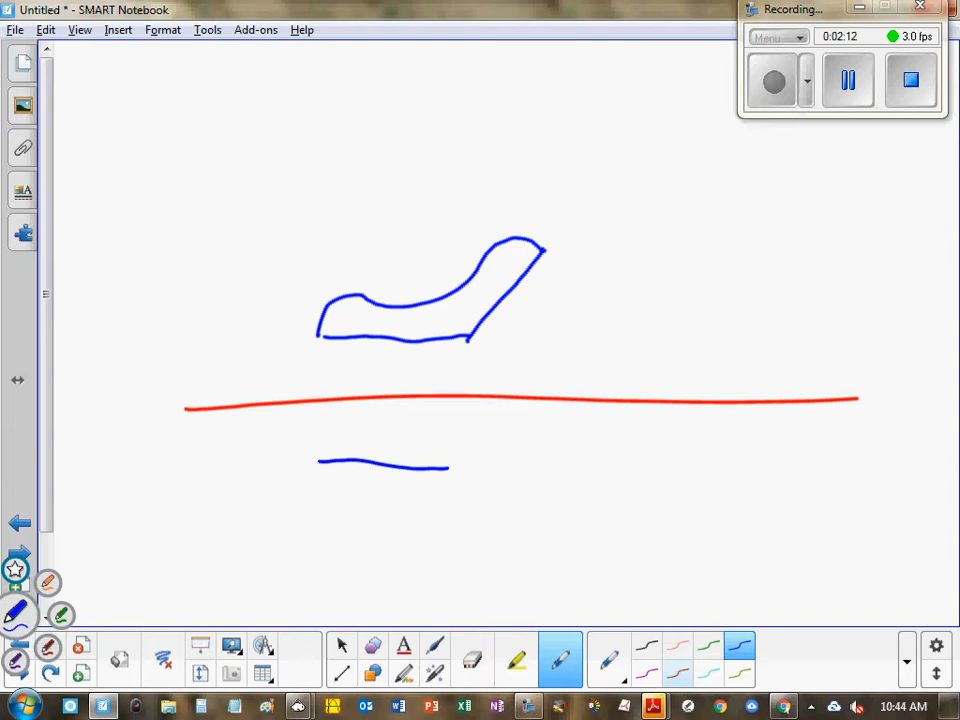 Untitled * - SMART Notebook
Recording...
File Edit View Insert Format Tools Add-ons Help
Menu
0:02:12
3.0 fps
10:44 AM